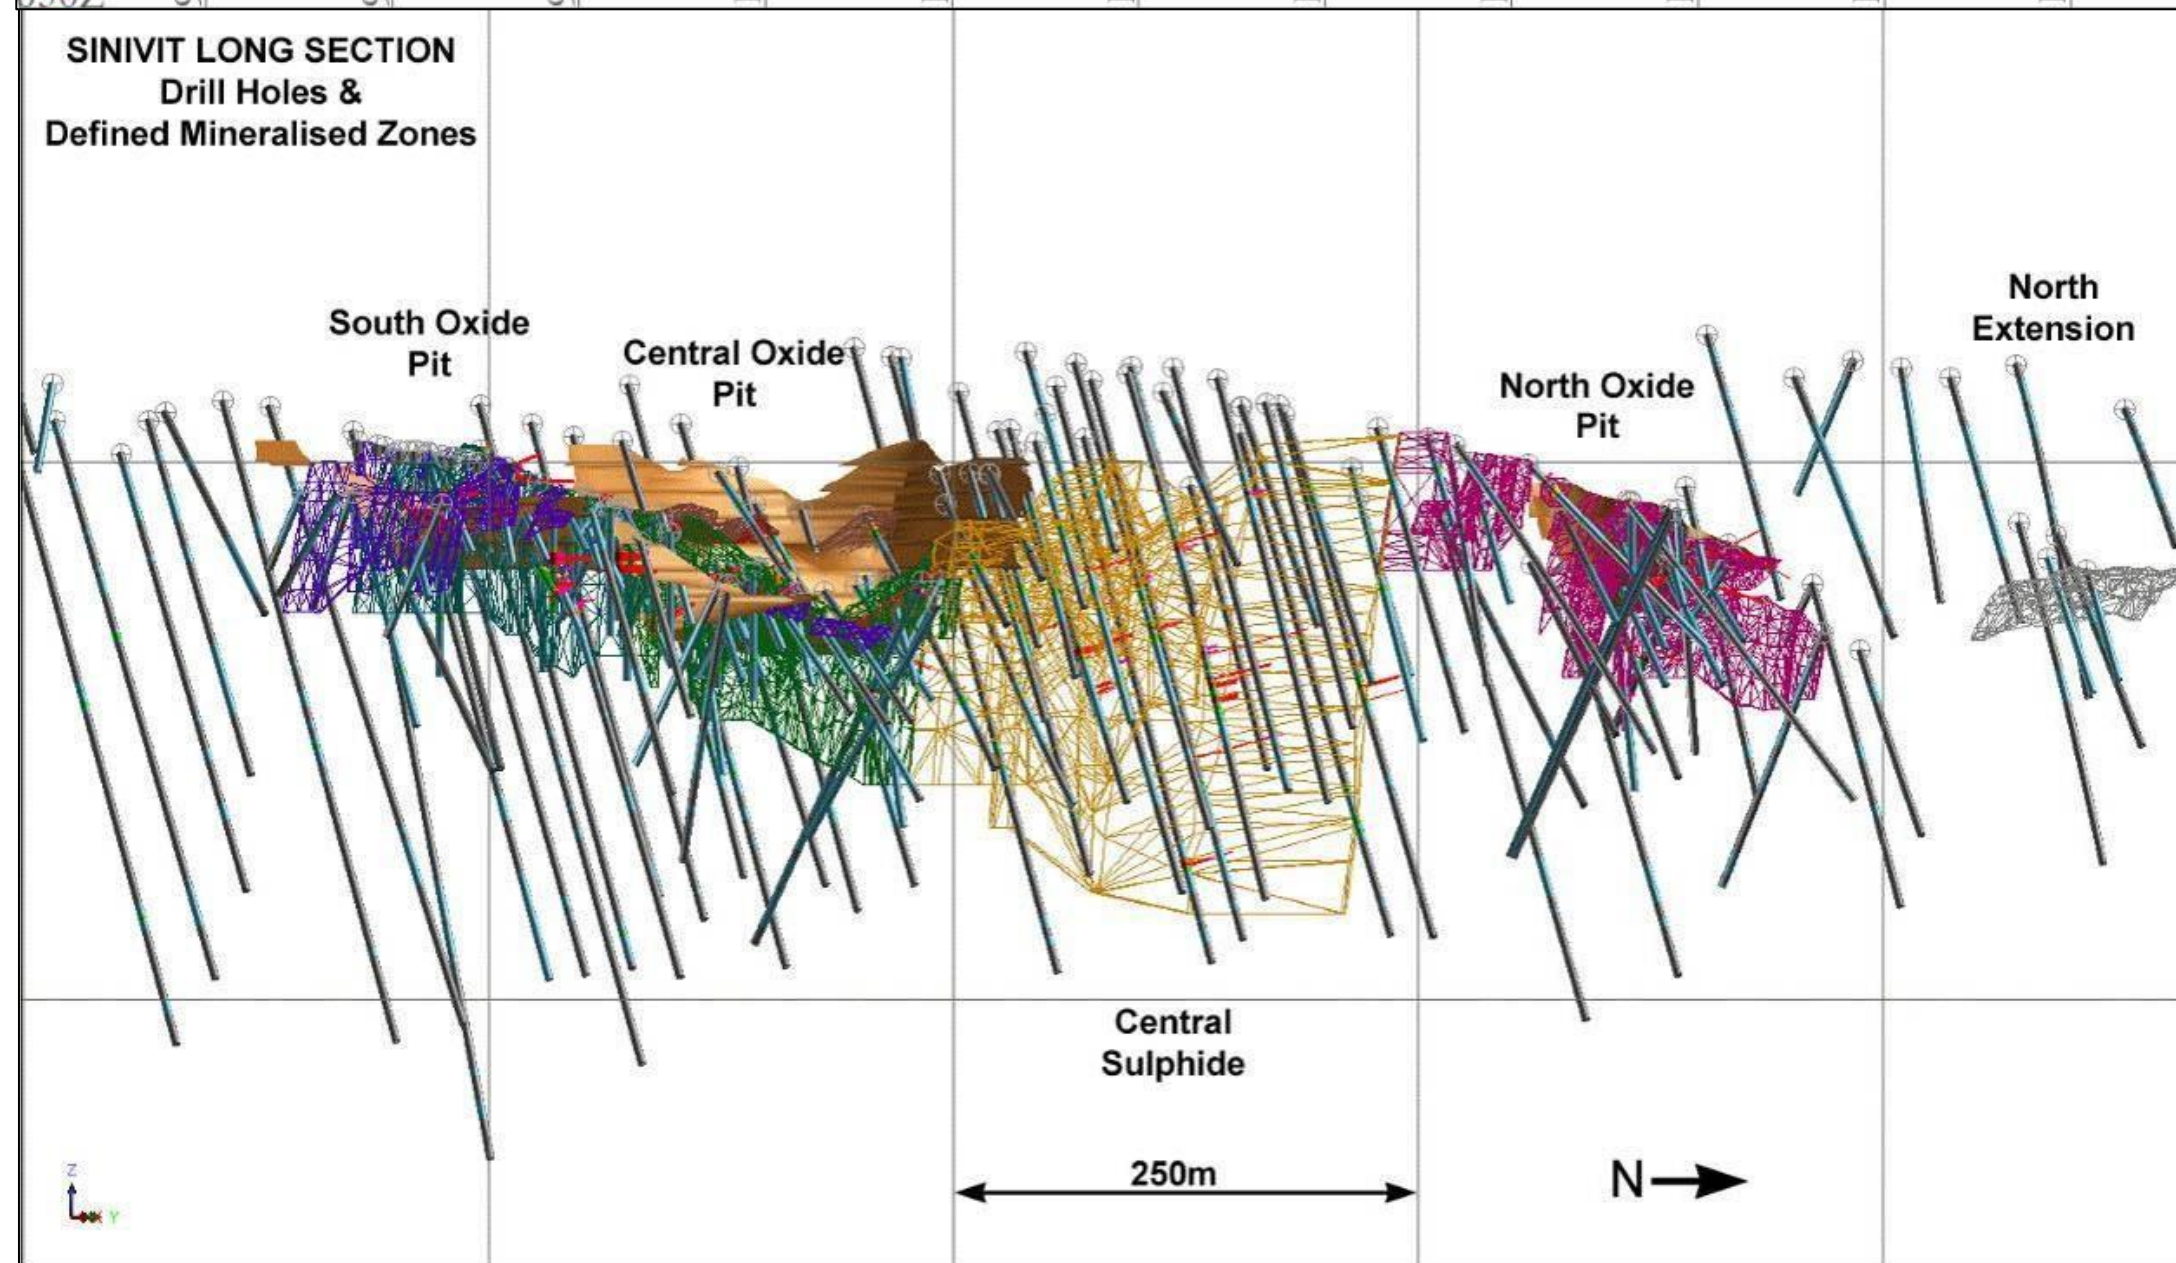 SINIVIT LONG SECTION
Drill Holes &
Defined Mineralised Zones
South Oxide
Pit
Central Oxide
Pit
North Oxide
Pit
North
Extension
Central
Sulphide
250m
N
Z
Y